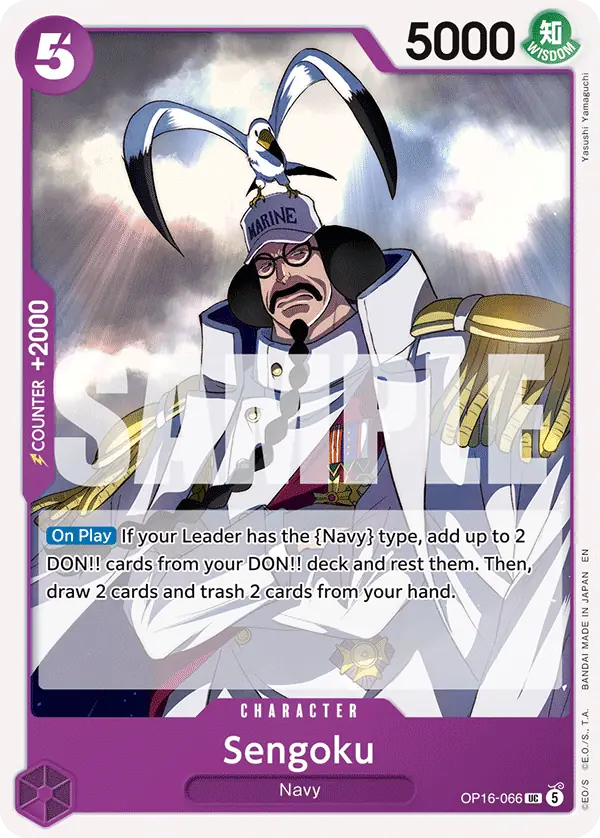 5
5000
知
WISDOM
Yasushi Yamaguchi
MARINE
COUNTER +2000
SAMPLE
On Play If your Leader has the {Navy} type, add up to 2
DON!! cards from your DON!! deck and rest them. Then,
draw 2 cards and trash 2 cards from your hand.
CHARACTER
Sengoku
Navy
OP16-066 UC 5
©E.O/S ©E.O./S., T.A. BANDAI MADE IN JAPAN EN